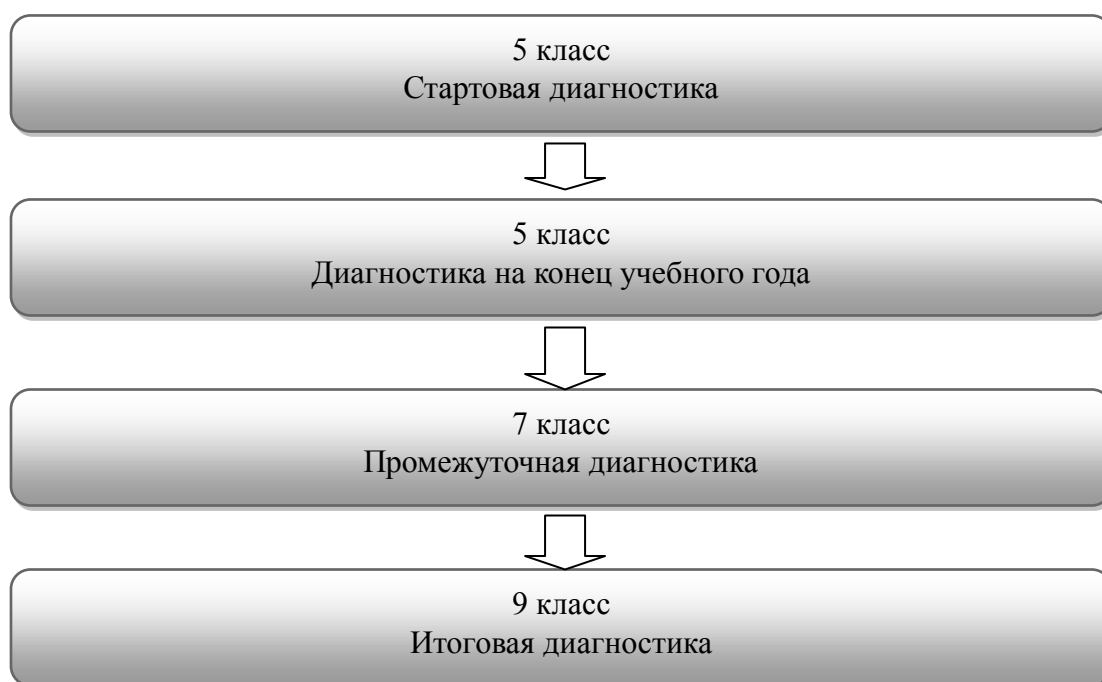 5 класс
Стартовая диагностика
5 класс
Диагностика на конец учебного года
7 класс
Промежуточная диагностика
9 класс
Итоговая диагностика